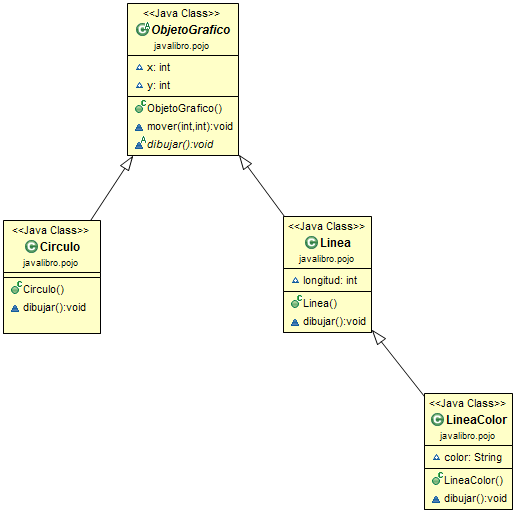 <<Java Class>>
ObjetoGrafico
javalibro.pojo
x: int
y: int
ObjetoGrafico()
mover(int,int):void
dibujar():void
<<Java Class>>
Circulo
javalibro.pojo
Circulo()
dibujar():void
<<Java Class>>
Linea
javalibro.pojo
longitud: int
Linea()
dibujar():void
<<Java Class>>
LineaColor
javalibro.pojo
color: String
LineaColor()
dibujar():void